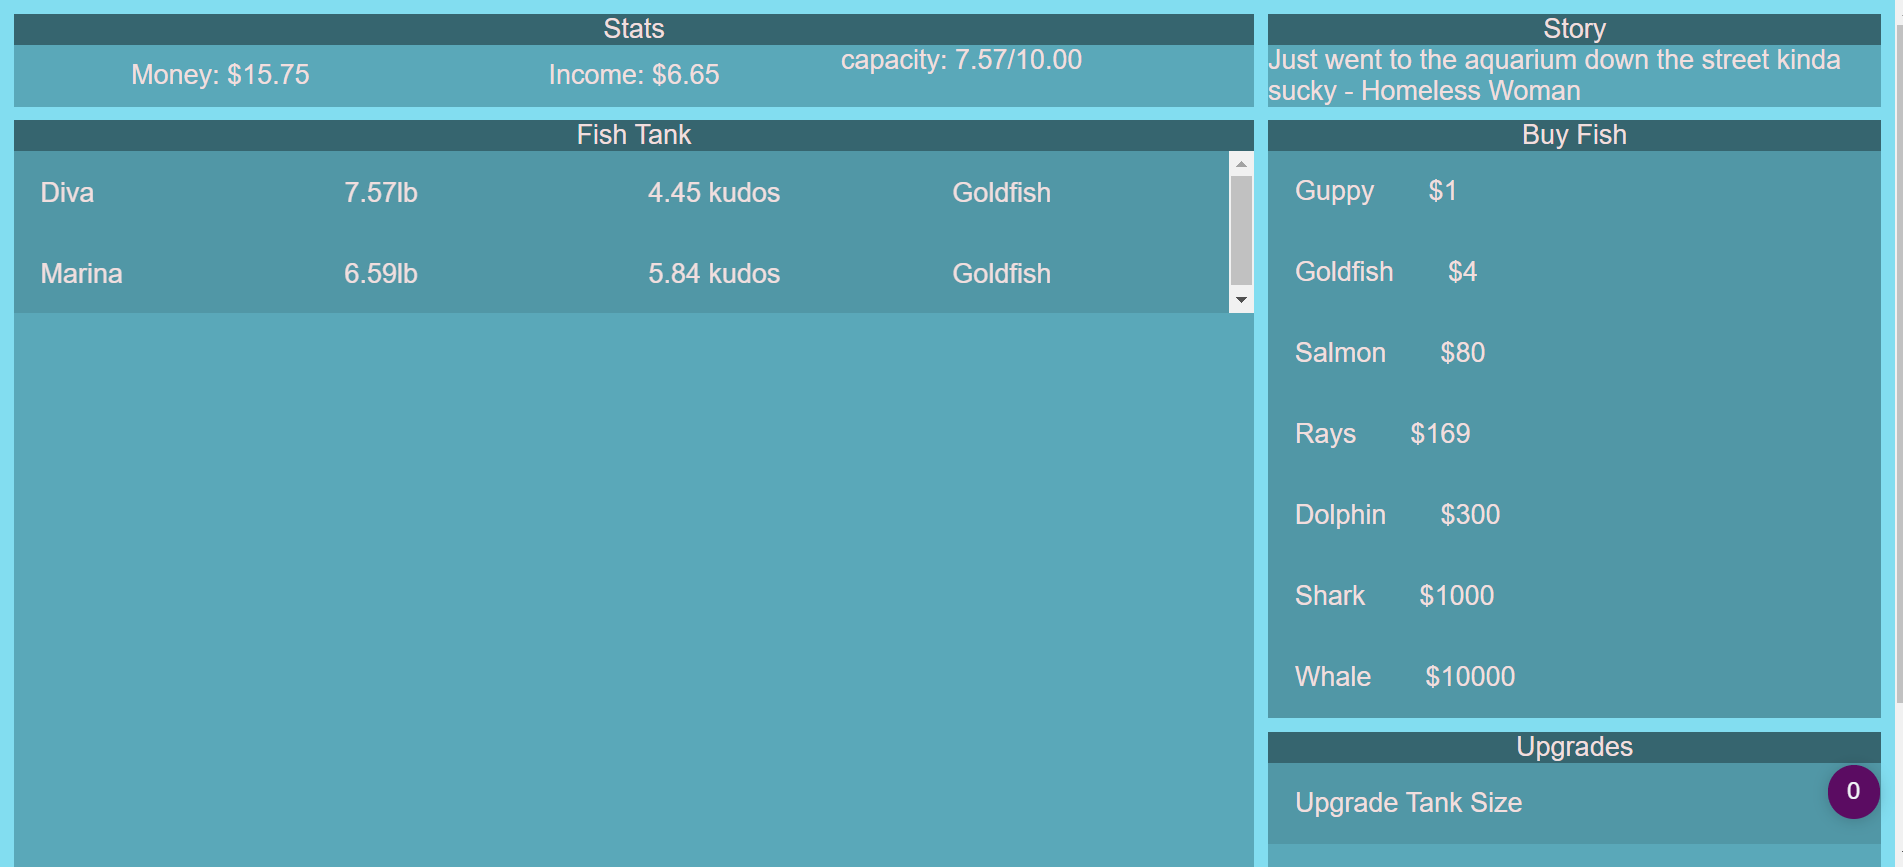 Stats
Money: $15.75
Income: $6.65
capacity: 7.57/10.00
Story
Just went to the aquarium down the street kinda
sucky - Homeless Woman
Fish Tank
Diva 7.57lb 4.45 kudos Goldfish
Marina 6.59lb 5.84 kudos Goldfish
Buy Fish
Guppy $1
Goldfish $4
Salmon $80
Rays $169
Dolphin $300
Shark $1000
Whale $10000
Upgrades
Upgrade Tank Size
0